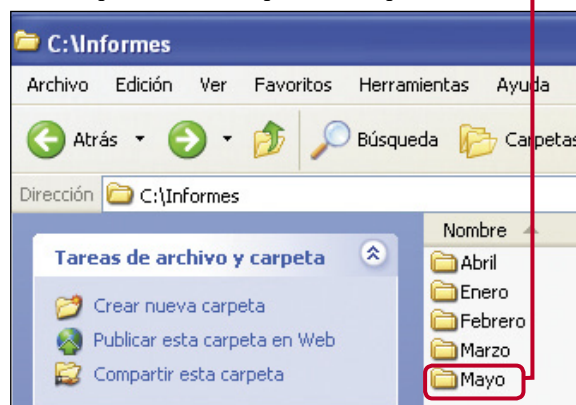 C:\Informes
Archivo Edición Ver Favoritos Herramientas Ayuda
Atrás Búsqueda Carpetas
Dirección C:\Informes
Nombre
Tareas de archivo y carpeta
Crear nueva carpeta
Publicar esta carpeta en Web
Compartir esta carpeta
Abril
Enero
Febrero
Marzo
Mayo